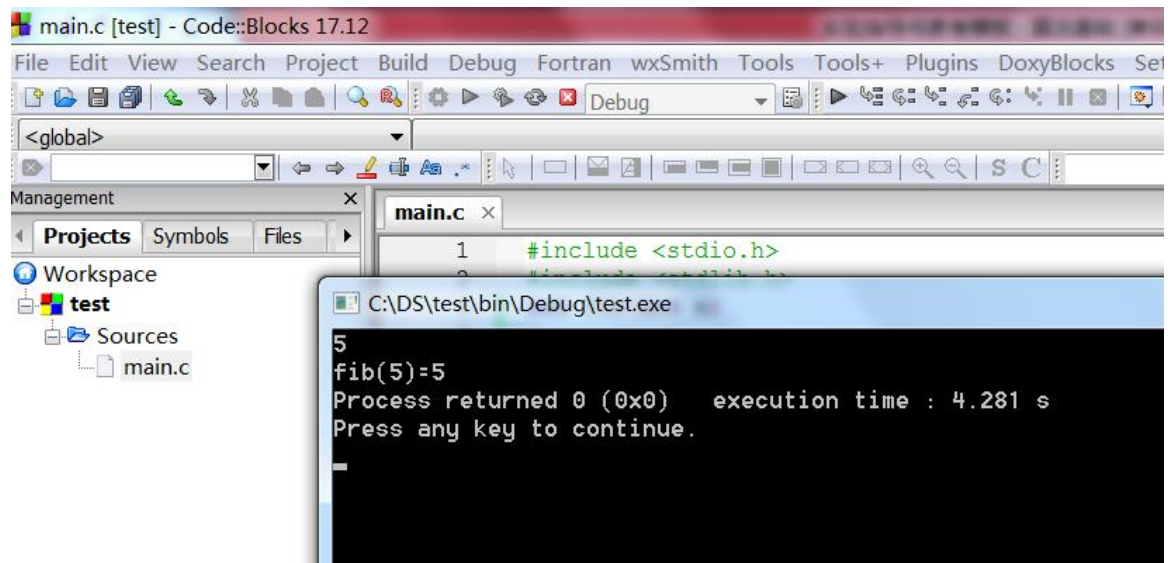 main.c [test] - Code::Blocks 17.12
File Edit View Search Project Build Debug Fortran wxSmith Tools Tools+ Plugins DoxyBlocks Set
Debug
<global>
S C
Management ×
main.c ×
Projects Symbols Files
1 #include <stdio.h>
Workspace
test
Sources
main.c
C:\DS\test\bin\Debug\test.exe
5
fib(5)=5
Process returned 0 (0x0) execution time : 4.281 s
Press any key to continue.